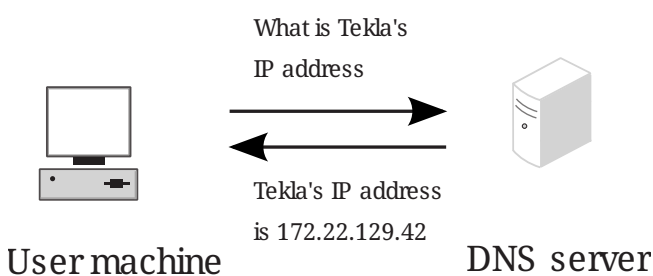 What is Tekla's
IP address
Tekla's IP address
is 172.22.129.42
User machine
DNS server